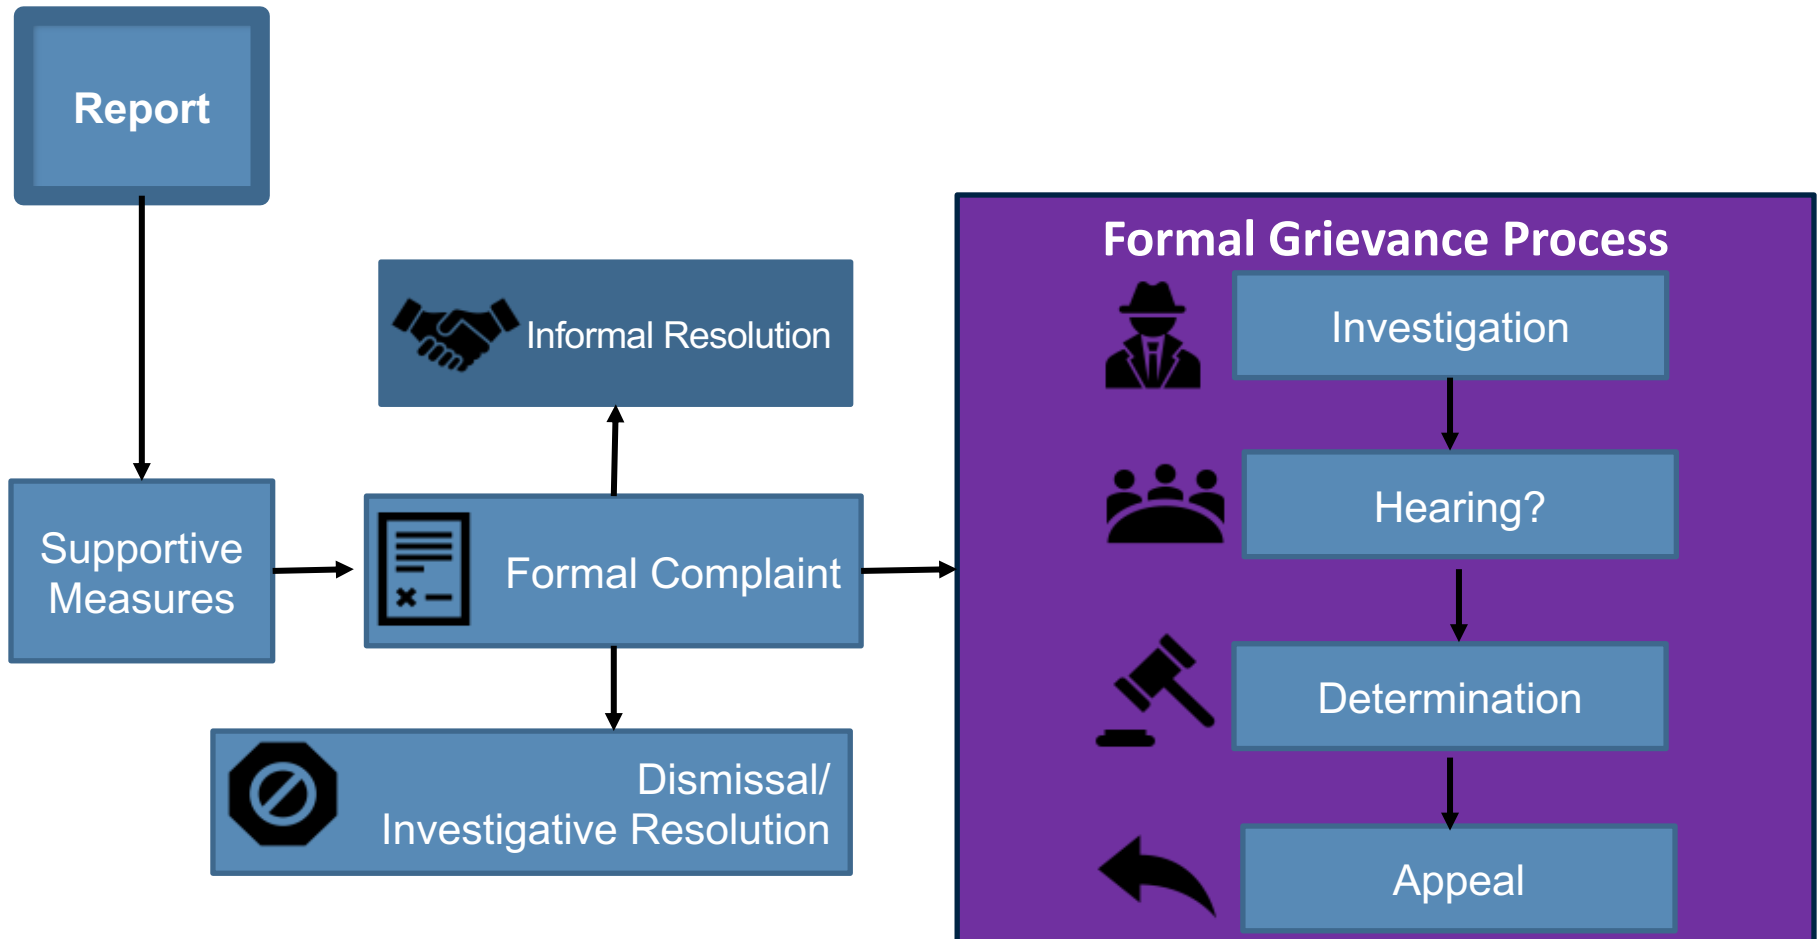 Report
Supportive
Measures
Informal Resolution
Formal Complaint
Dismissal/
Investigative Resolution
Formal Grievance Process
Investigation
Hearing?
Determination
Appeal